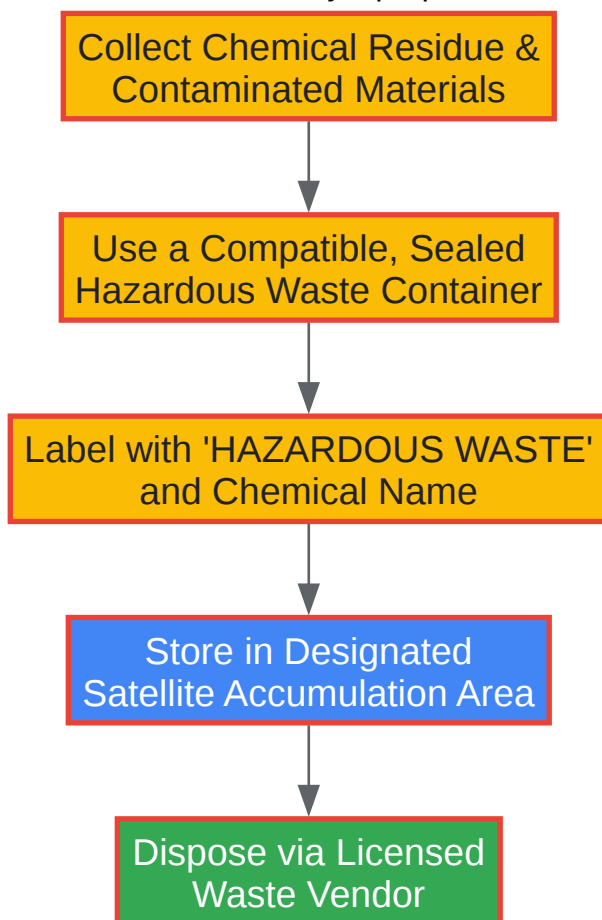 Collect Chemical Residue &
Contaminated Materials
Use a Compatible, Sealed
Hazardous Waste Container
Label with 'HAZARDOUS WASTE'
and Chemical Name
Store in Designated
Satellite Accumulation Area
Dispose via Licensed
Waste Vendor